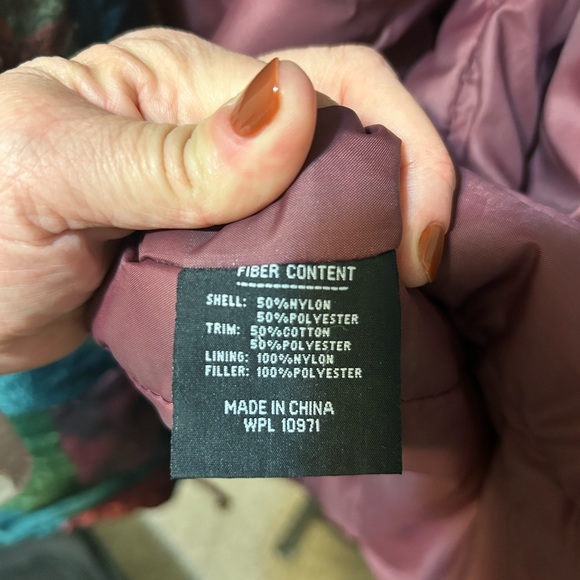 FIBER CONTENT
SHELL: 50%NYLON
50%POLYESTER
TRIM: 50%COTTON
50%POLYESTER
LINING: 100%NYLON
FILLER: 100%POLYESTER
MADE IN CHINA
WPL 10971